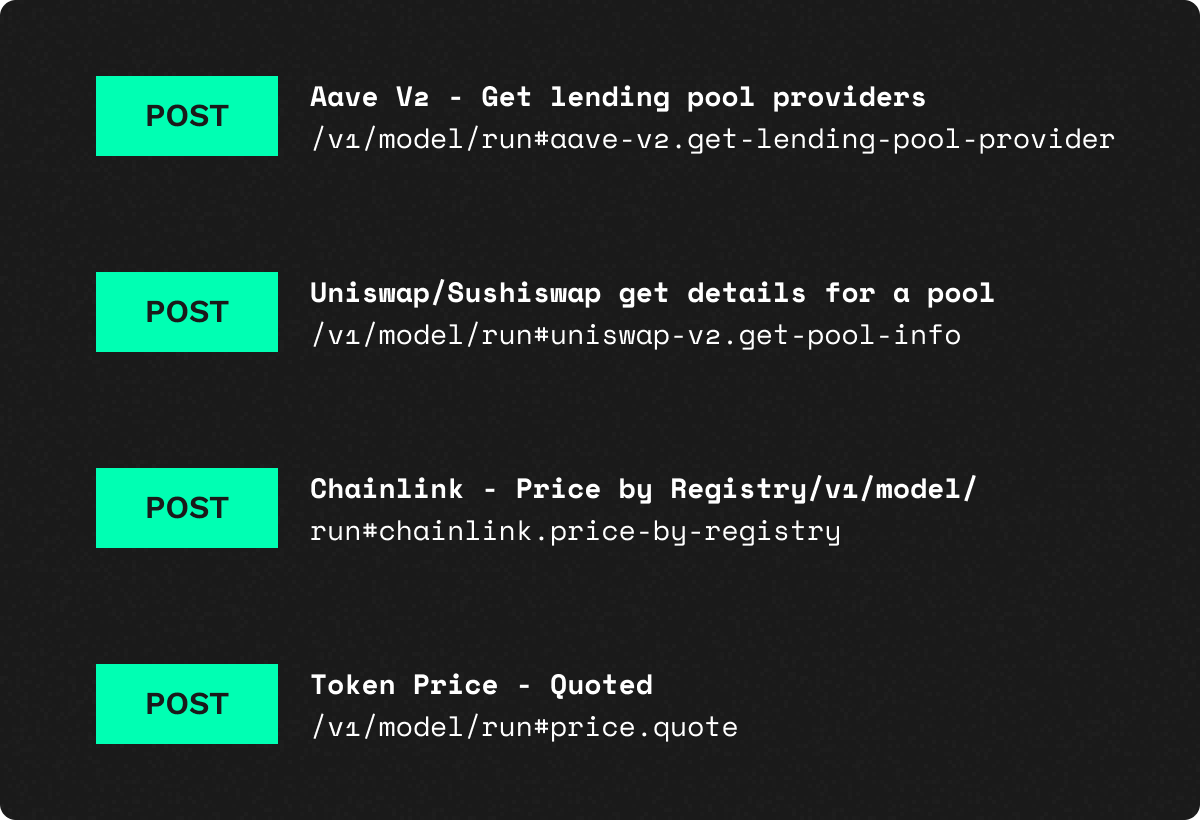 POST
Aave V2 - Get lending pool providers
/v1/model/run#aave-v2.get-lending-pool-provider
POST
Uniswap/Sushiswap get details for a pool
/v1/model/run#uniswap-v2.get-pool-info
POST
Chainlink - Price by Registry/v1/model/
run#chainlink.price-by-registry
POST
Token Price - Quoted
/v1/model/run#price.quote